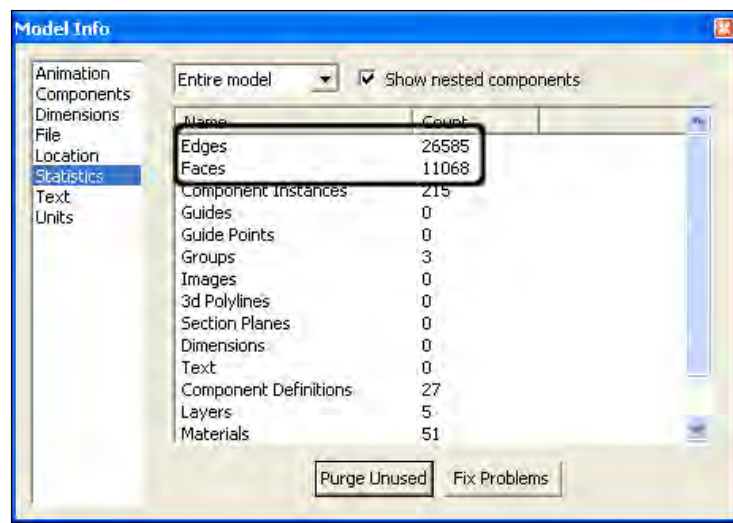 Model Info
Animation
Components
Dimensions
File
Location
Statistics
Text
Units
Entire model
Show nested components
Name Count
Edges 26585
Faces 11068
Component Instances 215
Guides 0
Guide Points 0
Groups 3
Images 0
3d Polylines 0
Section Planes 0
Dimensions 0
Text 0
Component Definitions 27
Layers 5
Materials 51
Purge Unused Fix Problems